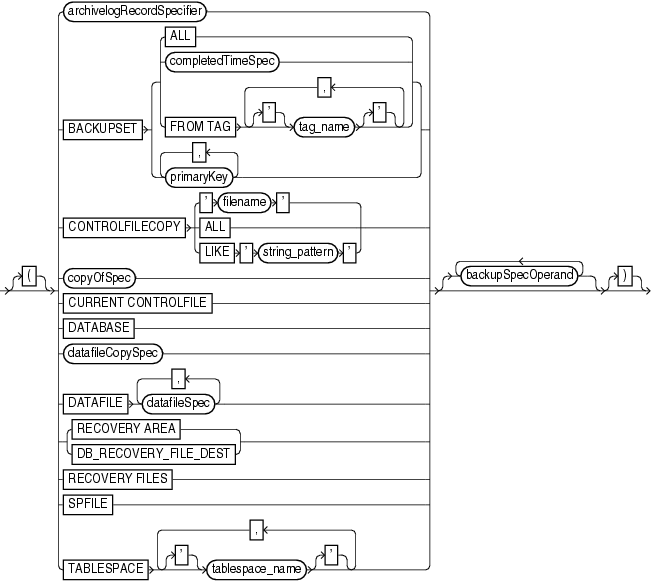 archivelogRecordSpecifier
ALL
completedTimeSpec
,
BACKUPSET
FROM TAG
'
tag_name
'
,
primaryKey
CONTROLFILECOPY
' filename '
ALL
LIKE ' string_pattern '
(
copyOfSpec
backupSpecOperand
)
CURRENT CONTROLFILE
DATABASE
datafileCopySpec
,
DATAFILE
datafileSpec
RECOVERY AREA
DB_RECOVERY_FILE_DEST
RECOVERY FILES
SPFILE
,
TABLESPACE
'
tablespace_name
'